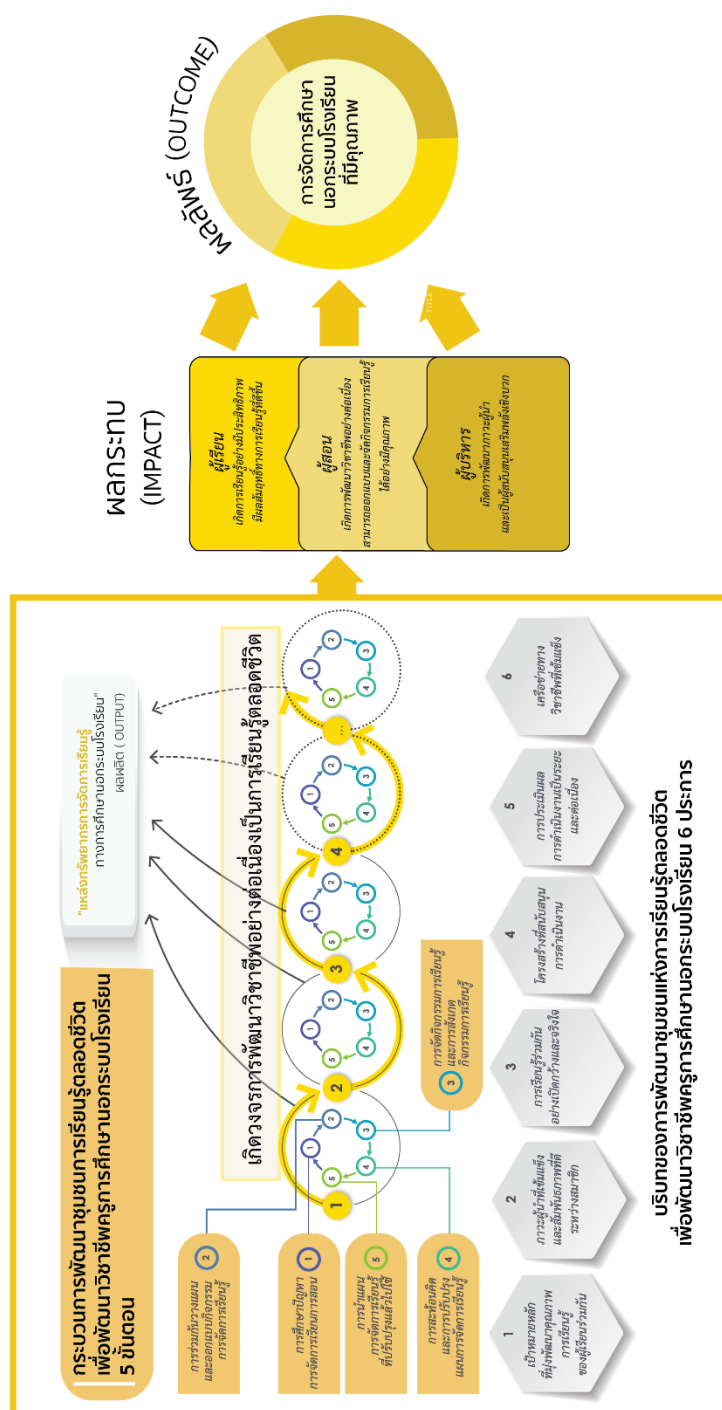 กระบวนการพัฒนาชุมชนการเรียนรู้ตลอดชีวิต
เพื่อพัฒนาวิชาชีพครูการศึกษานอกระบบโรงเรียน
5 ขั้นตอน
"แหล่งทรัพยากรการจัดการเรียนรู้
ทางการศึกษานอกระบบโรงเรียน"
ผลผลิต ( OUTPUT)
เกิดวงจรการพัฒนาวิชาชีพอย่างต่อเนื่องเป็นการเรียนรู้ตลอดชีวิต
2
การร่วมกันวางแผน
และออกแบบกิจกรรม
การจัดการเรียนรู้
1
การศึกษาปัญหา
การจัดการเรียนการสอน
5
การนำแผน
การจัดการเรียนรู้
ที่ปรับปรุงแล้วไปใช้
4
การสะท้อนคิด
และการปรับปรุง
แผนการจัดการเรียนรู้
3
การจัดกิจกรรมการเรียนรู้
และการสังเกต
กิจกรรมการเรียนรู้
1
1
2
3
4
5
2
1
2
3
4
5
3
1
2
3
4
5
4
1
2
3
4
5
...
1
2
3
4
5
1
เป้าหมายหลัก
ที่มุ่งพัฒนาคุณภาพ
การเรียนรู้
ของผู้เรียนร่วมกัน
2
ภาวะผู้นำที่เข้มแข็ง
และสัมพันธภาพที่ดี
ระหว่างสมาชิก
3
การเรียนรู้ร่วมกัน
อย่างเปิดกว้างและจริงใจ
4
โครงสร้างที่สนับสนุน
การดำเนินงาน
5
การประเมินผล
การดำเนินงานเป็นระยะ
และต่อเนื่อง
6
เครือข่ายทาง
วิชาชีพที่เข้มแข็ง
บริบทของการพัฒนาชุมชนแห่งการเรียนรู้ตลอดชีวิต
เพื่อพัฒนาวิชาชีพครูการศึกษานอกระบบโรงเรียน 6 ประการ
ผลกระทบ
(IMPACT)
ผู้เรียน
เกิดการเรียนรู้อย่างมีประสิทธิภาพ
มีผลสัมฤทธิ์ทางการเรียนรู้ที่ดีขึ้น
ผู้สอน
เกิดการพัฒนาวิชาชีพอย่างต่อเนื่อง
สามารถออกแบบและจัดกิจกรรมการเรียนรู้
ได้อย่างมีคุณภาพ
ผู้บริหาร
เกิดการพัฒนาภาวะผู้นำ
และเป็นผู้สนับสนุนเสริมพลังเชิงบวก
TITLE
ผลลัพธ์ (OUTCOME)
การจัดการศึกษา
นอกระบบโรงเรียน
ที่มีคุณภาพ